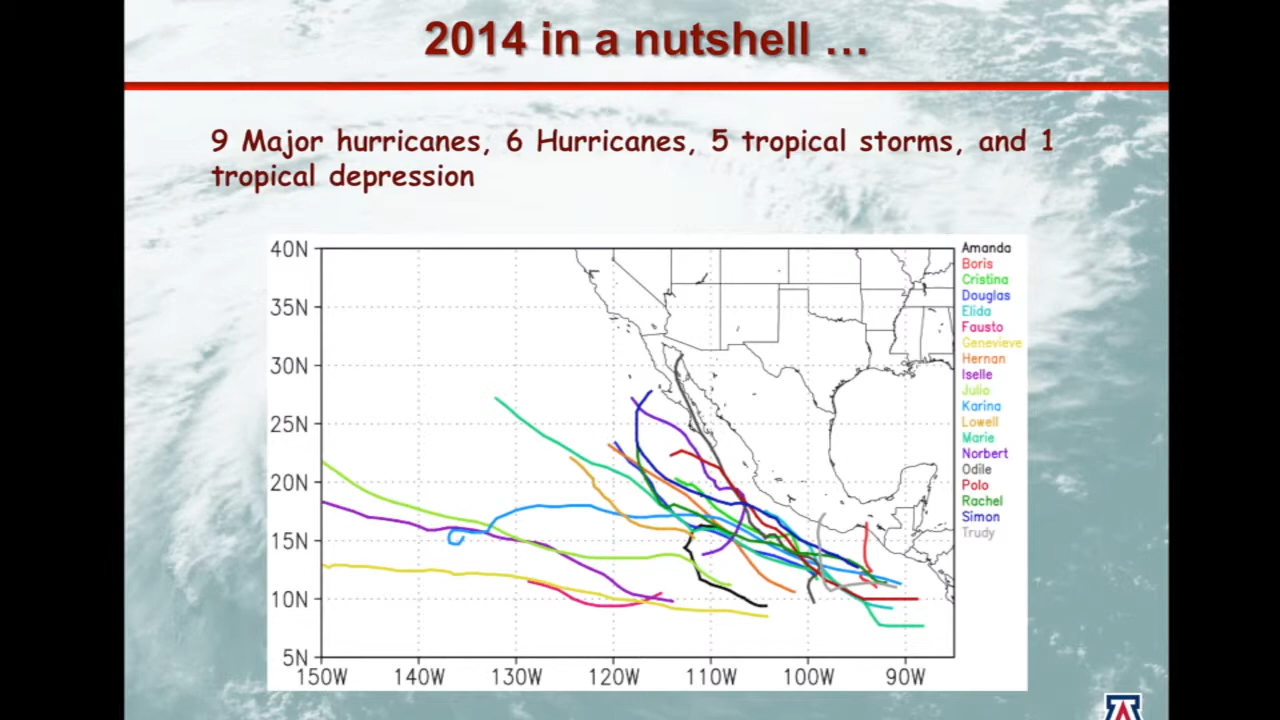 2014 in a nutshell ...
9 Major hurricanes, 6 Hurricanes, 5 tropical storms, and 1
tropical depression
40N
35N
30N
25N
20N
15N
10N
5N
150W 140W 130W 120W 110W 100W 90W
Amanda
Boris
Cristina
Douglas
Elida
Fausto
Genevieve
Hernan
Iselle
Julio
Karina
Lowell
Marie
Norbert
Odile
Polo
Rachel
Simon
Trudy
A